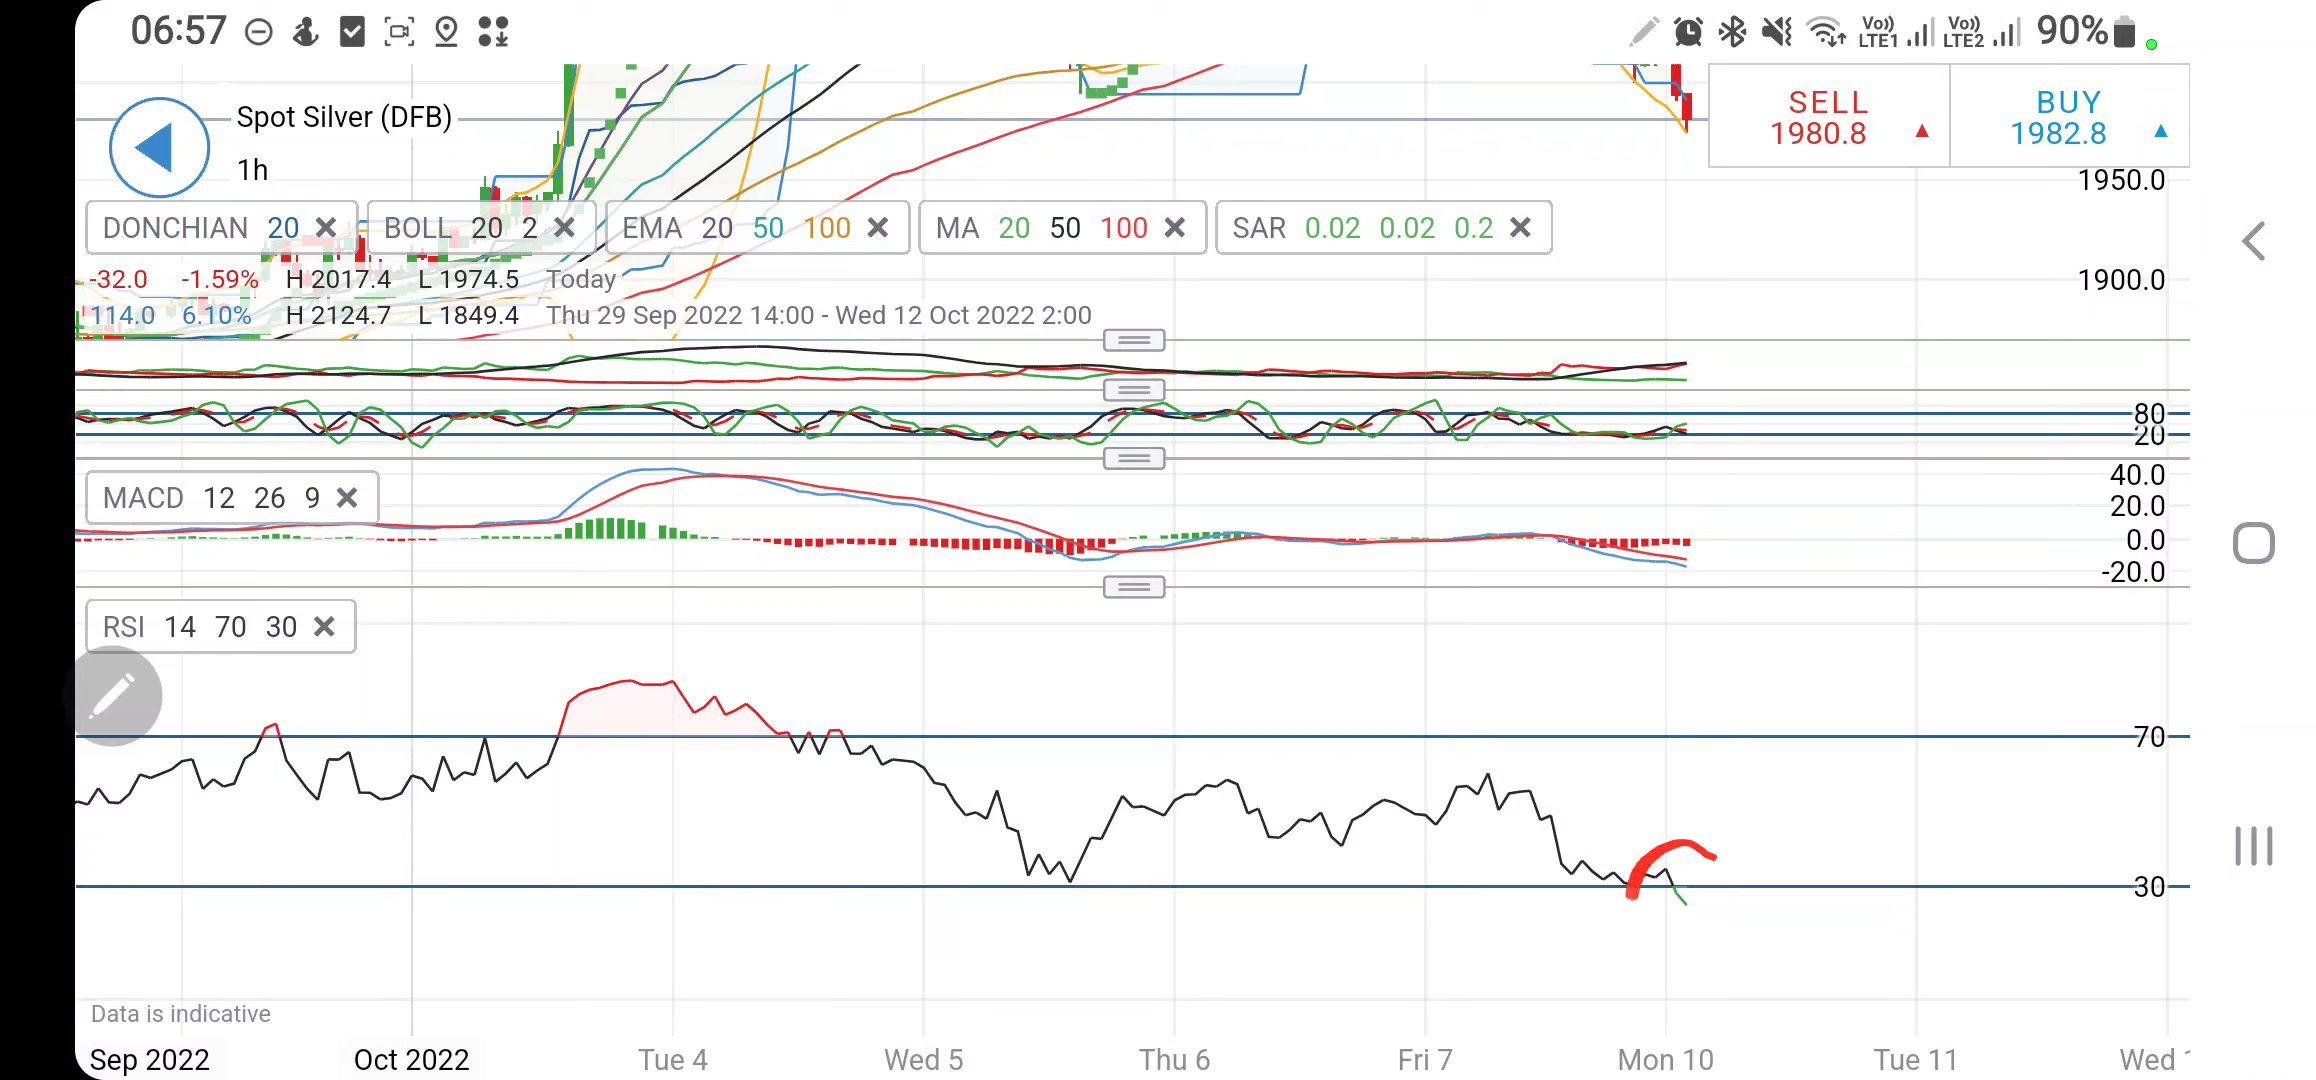 06:57
Vo)) LTE1 Vo)) LTE2 90%
Spot Silver (DFB)
1h
SELL BUY
1980.8 1982.8
1950.0
DONCHIAN 20 BOLL 20 2 EMA 20 50 100 MA 20 50 100 SAR 0.02 0.02 0.2
-32.0 -1.59% H 2017.4 L 1974.5 Today
1900.0
114.0 6.10% H 2124.7 L 1849.4 Thu 29 Sep 2022 14:00 - Wed 12 Oct 2022 2:00
80
20
40.0
MACD 12 26 9
20.0
0.0
-20.0
RSI 14 70 30
70
30
Data is indicative
Sep 2022 Oct 2022 Tue 4 Wed 5 Thu 6 Fri 7 Mon 10 Tue 11 Wed